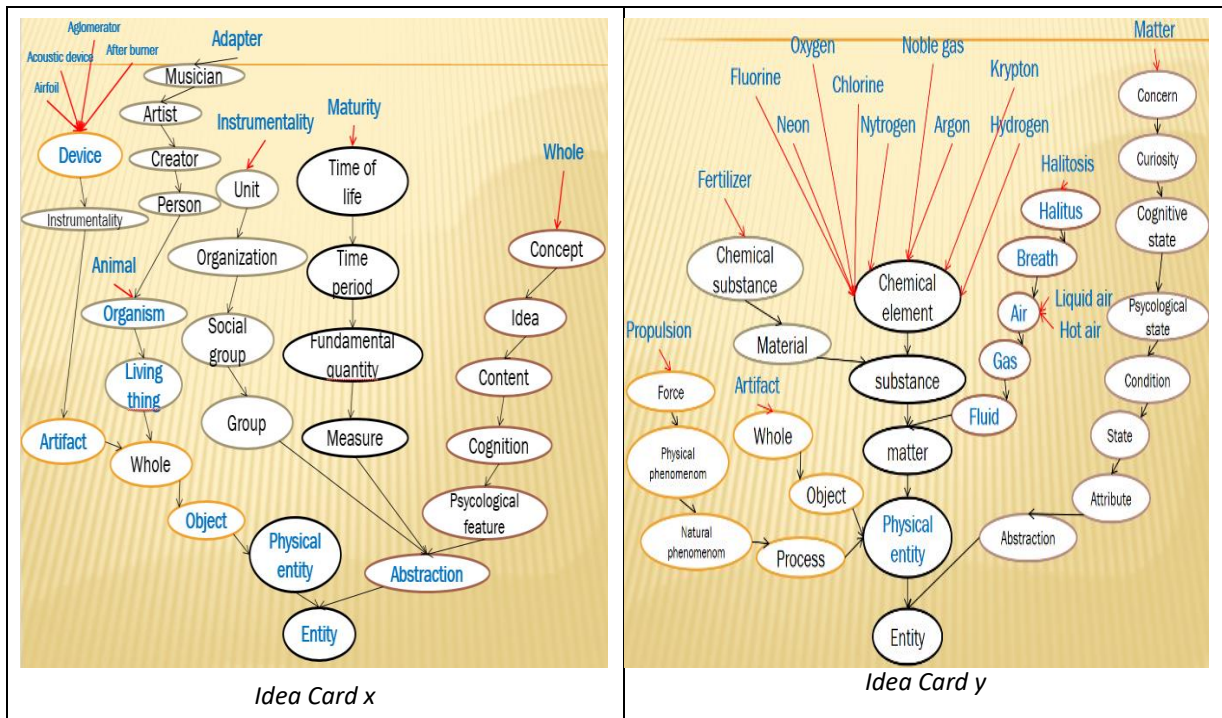 Aglomerator
Acoustic device
After burner
Airfoil
Adapter
Musician
Artist
Creator
Person
Device
Instrumentality
Instrumentality
Unit
Maturity
Time of
life
Whole
Concept
Animal
Organism
Organization
Time
period
Idea
Living
thing
Social
group
Fundamental
quantity
Content
Artifact
Whole
Group
Measure
Cognition
Psycological
feature
Object
Physical
entity
Abstraction
Entity
Idea Card x
Oxygen
Noble gas
Matter
Fluorine
Chlorine
Krypton
Concern
Neon
Nytrogen
Argon
Hydrogen
Curiosity
Fertilizer
Halitosis
Halitus
Cognitive
state
Chemical
substance
Breath
Chemical
element
Air
Liquid air
Hot air
Psycological
state
Propulsion
Material
Gas
Force
Artifact
substance
Condition
Fluid
Whole
matter
State
Physical
phenomenom
Object
Attribute
Natural
phenomenom
Process
Physical
entity
Abstraction
Entity
Idea Card y